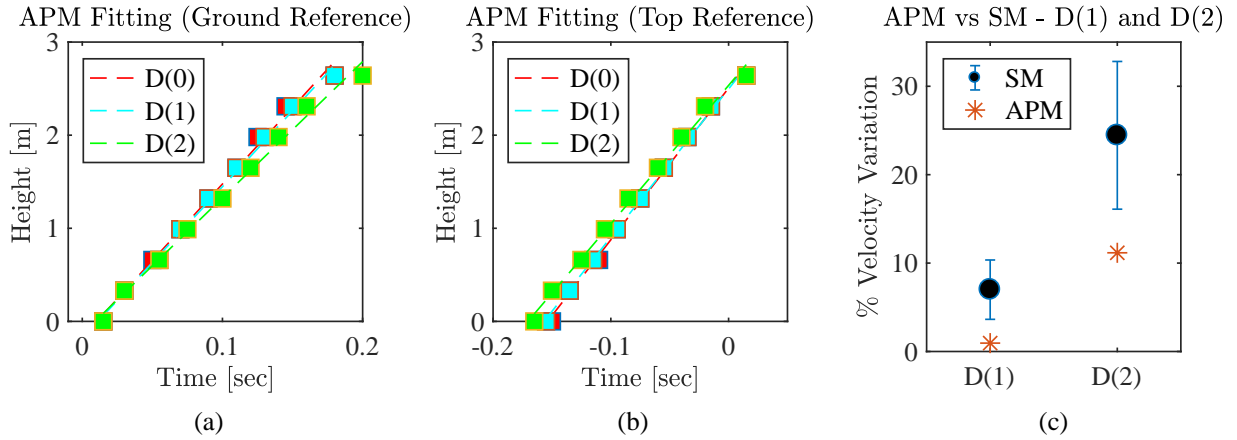 APM Fitting (Ground Reference)
D(0)
D(1)
D(2)
Height [m]
3
2
1
0
0
0.1
0.2
Time [sec]
(a)
APM Fitting (Top Reference)
D(0)
D(1)
D(2)
Height [m]
3
2
1
0
-0.2
-0.1
0
Time [sec]
(b)
APM vs SM - D(1) and D(2)
SM
APM
% Velocity Variation
30
20
10
0
D(1)
D(2)
(c)